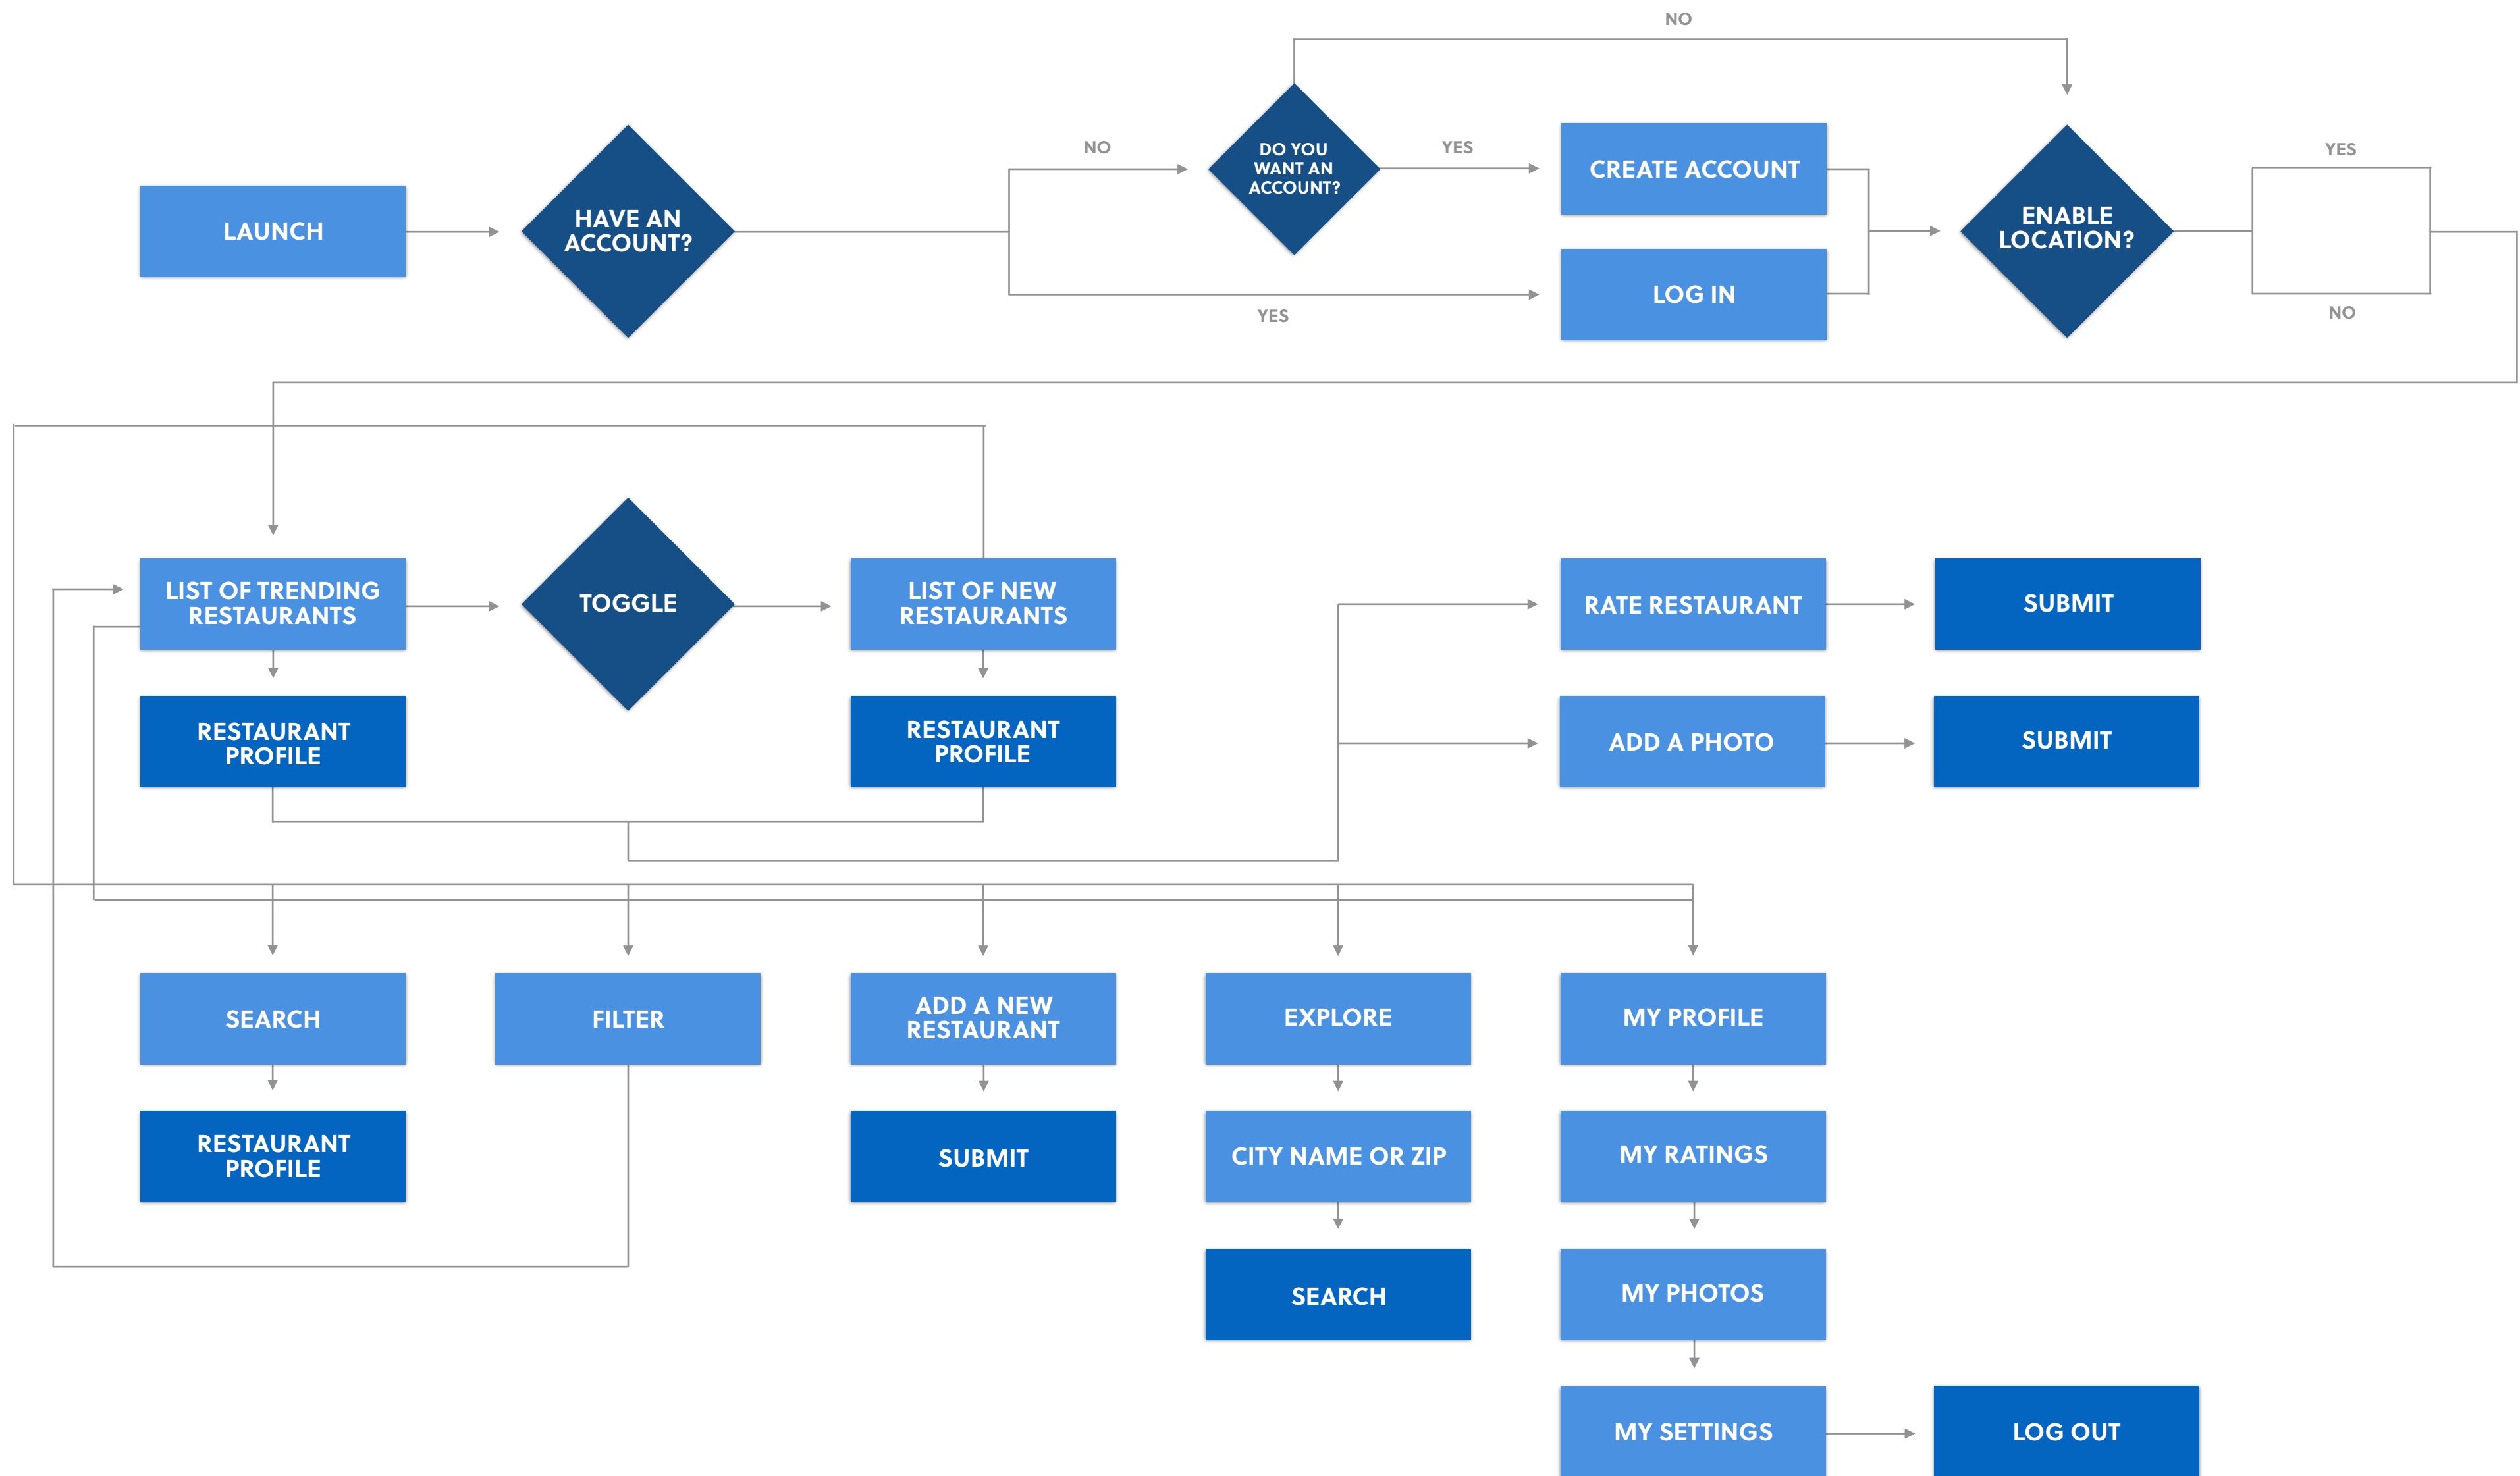 NO
NO
YES
YES
DO YOU
WANT AN
ACCOUNT?
CREATE ACCOUNT
LAUNCH
HAVE AN
ACCOUNT?
ENABLE
LOCATION?
LOG IN
YES
NO
LIST OF TRENDING
RESTAURANTS
TOGGLE
LIST OF NEW
RESTAURANTS
RATE RESTAURANT
SUBMIT
RESTAURANT
PROFILE
RESTAURANT
PROFILE
ADD A PHOTO
SUBMIT
SEARCH
FILTER
ADD A NEW
RESTAURANT
EXPLORE
MY PROFILE
RESTAURANT
PROFILE
SUBMIT
CITY NAME OR ZIP
MY RATINGS
SEARCH
MY PHOTOS
MY SETTINGS
LOG OUT